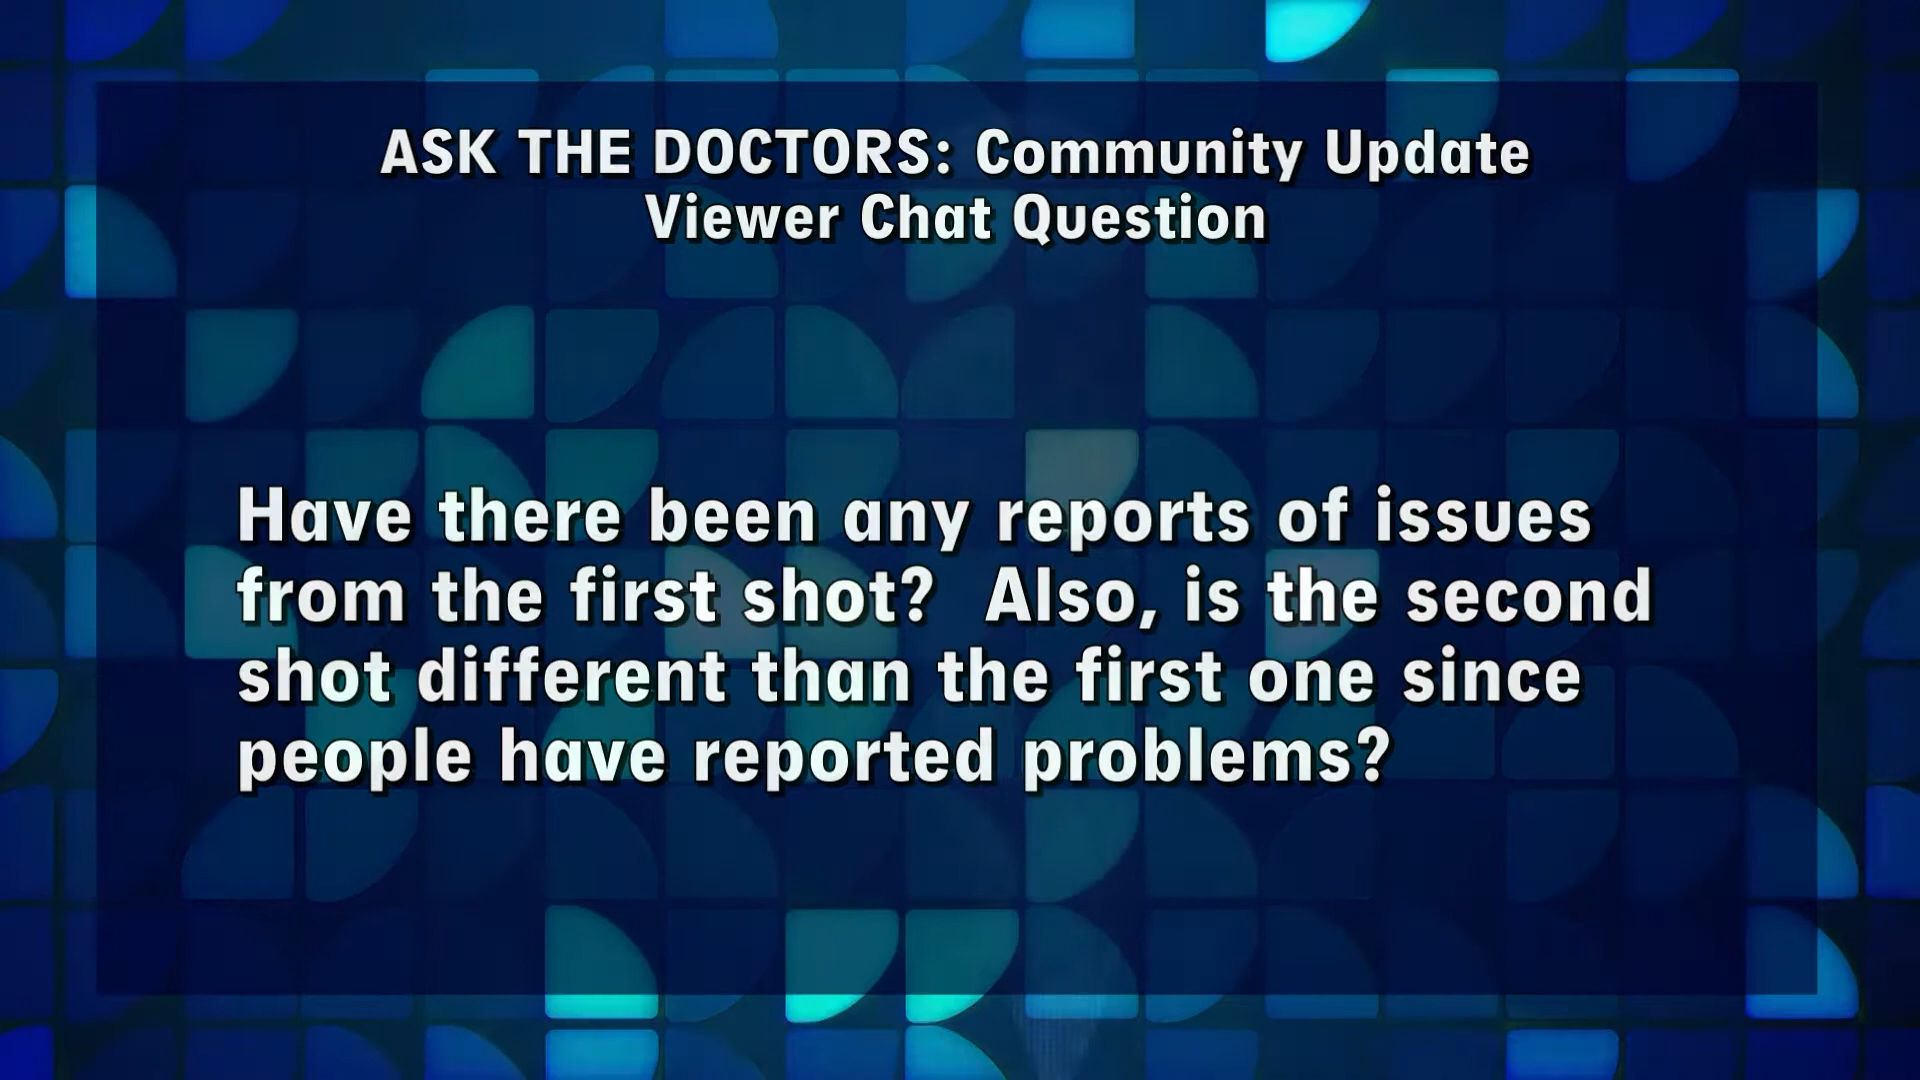 ASK THE DOCTORS: Community Update
Viewer Chat Question
Have there been any reports of issues
from the first shot?  Also, is the second
shot different than the first one since
people have reported problems?